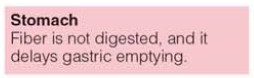 Stomach
Fiber is not digested, and it
delays gastric emptying.